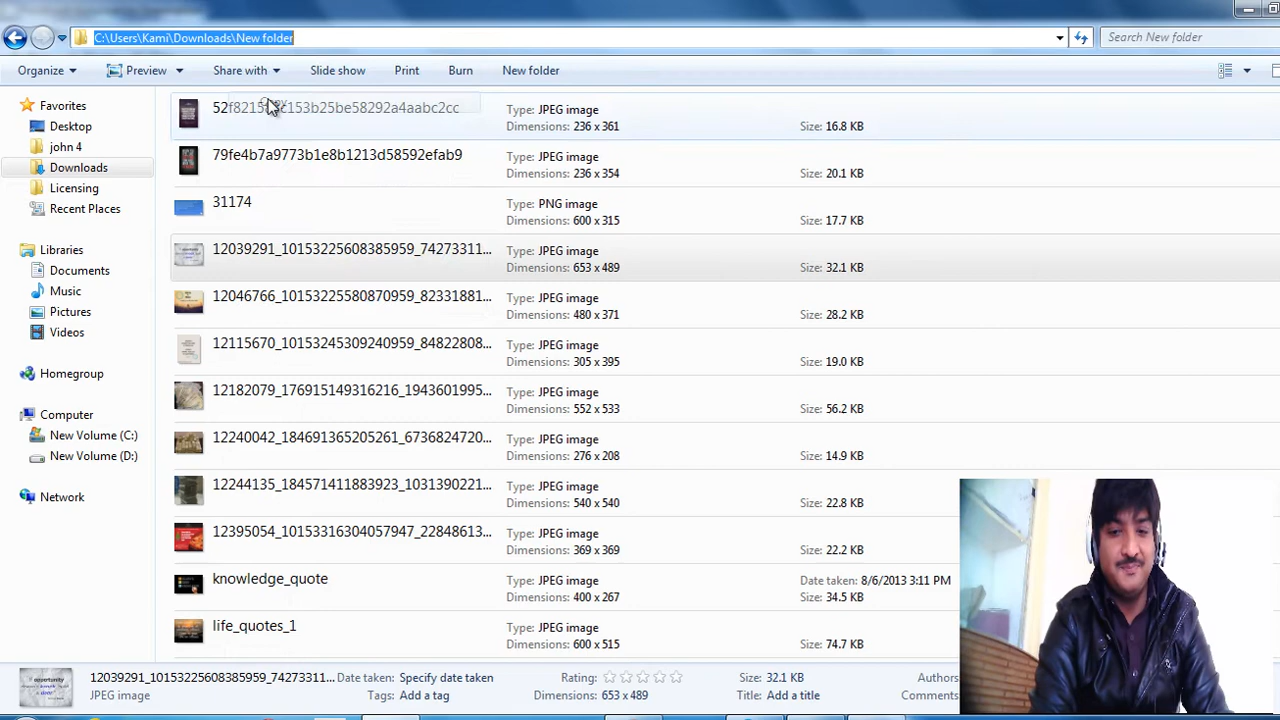 C:\Users\Kami\Downloads\New folder
Search New folder
Organize Preview Share with Slide show Print Burn New folder
Favorites
Desktop
john 4
Downloads
Licensing
Recent Places
Libraries
Documents
Music
Pictures
Videos
Homegroup
Computer
New Volume (C:)
New Volume (D:)
Network
Type: JPEG image
Dimensions: 236 x 361 Size: 16.8 KB
79fe4b7a9773b1e8b1213d58592efab9 Type: JPEG image
Dimensions: 236 x 354 Size: 20.1 KB
31174 Type: PNG image
Dimensions: 600 x 315 Size: 17.7 KB
12039291_10153225608385959_74273311... Type: JPEG image
Dimensions: 653 x 489 Size: 32.1 KB
12046766_10153225580870959_82331881... Type: JPEG image
Dimensions: 480 x 371 Size: 28.2 KB
12115670_10153245309240959_84822808... Type: JPEG image
Dimensions: 305 x 395 Size: 19.0 KB
12182079_176915149316216_1943601995... Type: JPEG image
Dimensions: 552 x 533 Size: 56.2 KB
12240042_184691365205261_6736824720... Type: JPEG image
Dimensions: 276 x 208 Size: 14.9 KB
12244135_184571411883923_1031390221... Type: JPEG image
Dimensions: 540 x 540 Size: 22.8 KB
12395054_10153316304057947_22848613... Type: JPEG image
Dimensions: 369 x 369 Size: 22.2 KB
knowledge_quote Type: JPEG image Date taken: 8/6/2013 3:11 PM
Dimensions: 400 x 267 Size: 34.5 KB
life_quotes_1 Type: JPEG image
Dimensions: 600 x 515 Size: 74.7 KB
12039291_10153225608385959_74273311... Date taken: Specify date taken Rating: Size: 32.1 KB Authors
JPEG image Tags: Add a tag Dimensions: 653 x 489 Title: Add a title Comments